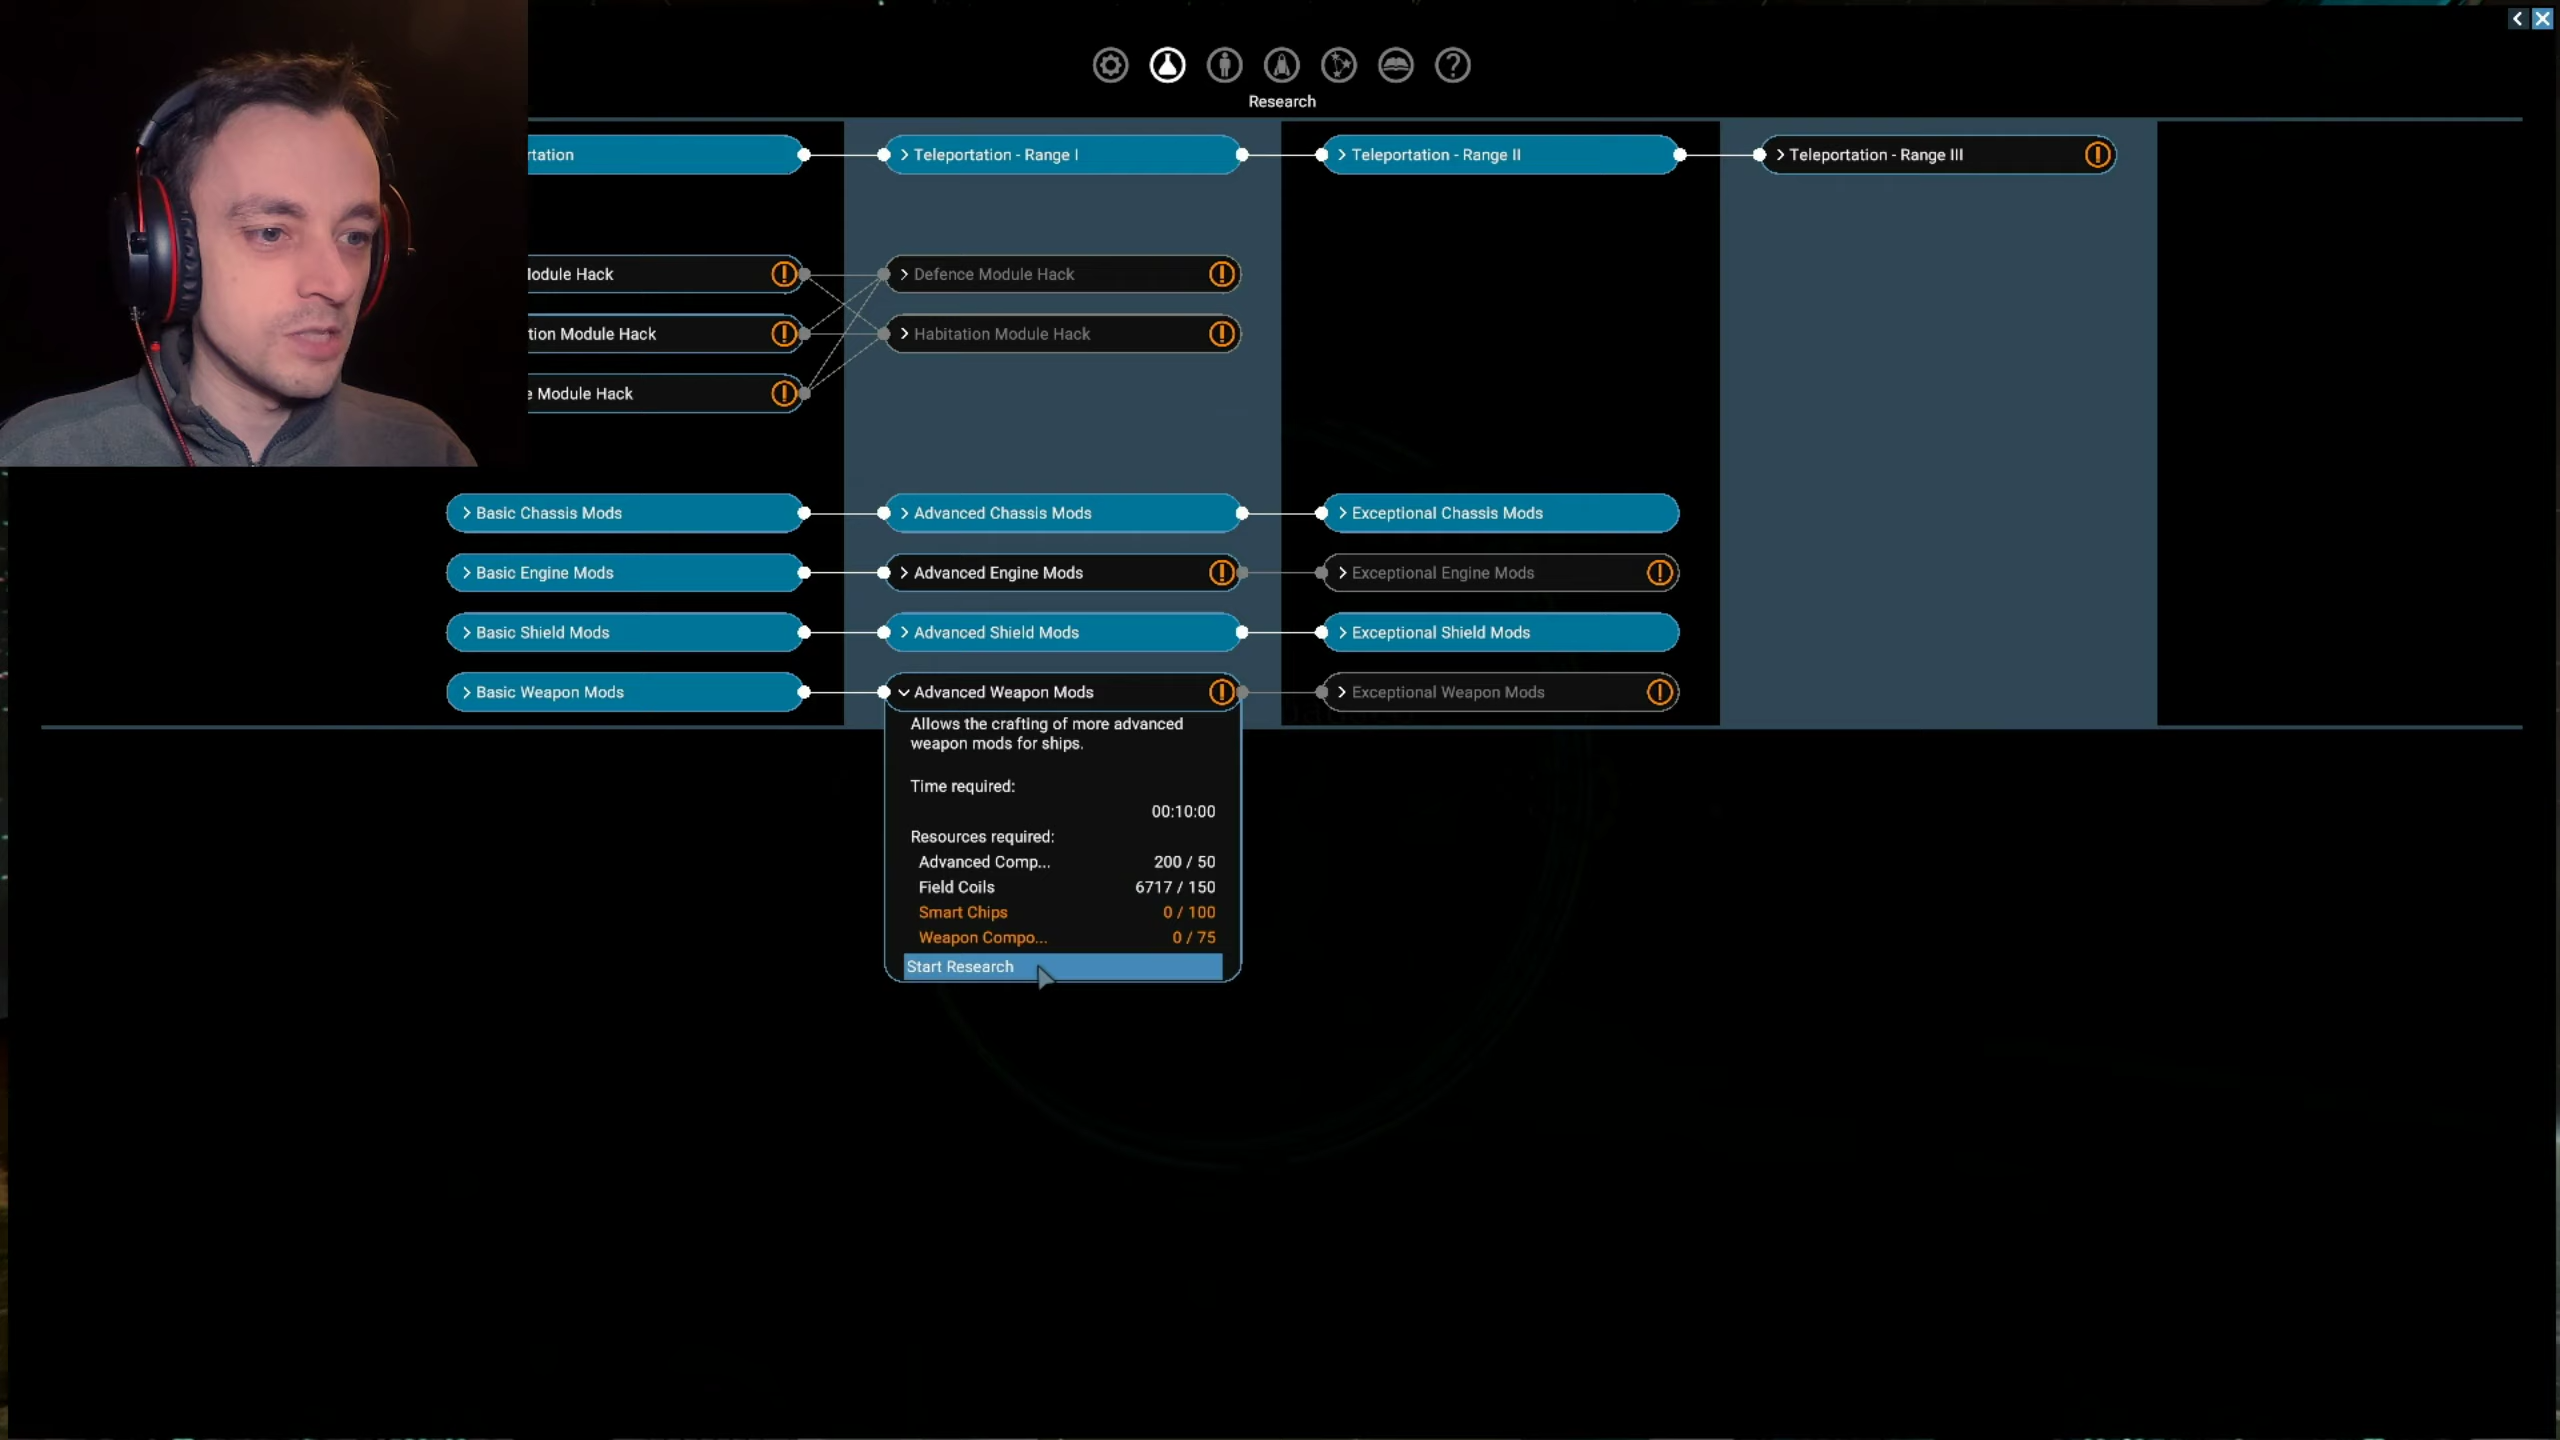 Research
rtation
Teleportation - Range I
Teleportation - Range II
Teleportation - Range III
Module Hack
Defence Module Hack
tion Module Hack
Habitation Module Hack
e Module Hack
Basic Chassis Mods
Advanced Chassis Mods
Exceptional Chassis Mods
Basic Engine Mods
Advanced Engine Mods
Exceptional Engine Mods
Basic Shield Mods
Advanced Shield Mods
Exceptional Shield Mods
Basic Weapon Mods
Advanced Weapon Mods
Exceptional Weapon Mods
Allows the crafting of more advanced
weapon mods for ships.
Time required:
00:10:00
Resources required:
Advanced Comp... 200 / 50
Field Coils 6717 / 150
Smart Chips 0 / 100
Weapon Compo... 0 / 75
Start Research